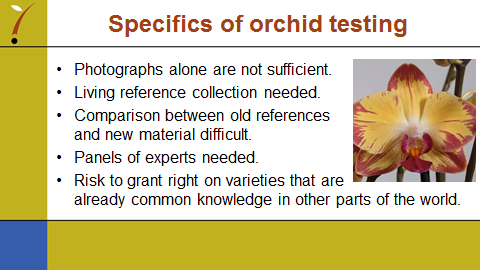 Specifics of orchid testing
• Photographs alone are not sufficient.
• Living reference collection needed.
• Comparison between old references
and new material difficult.
• Panels of experts needed.
• Risk to grant right on varieties that are
already common knowledge in other parts of the world.